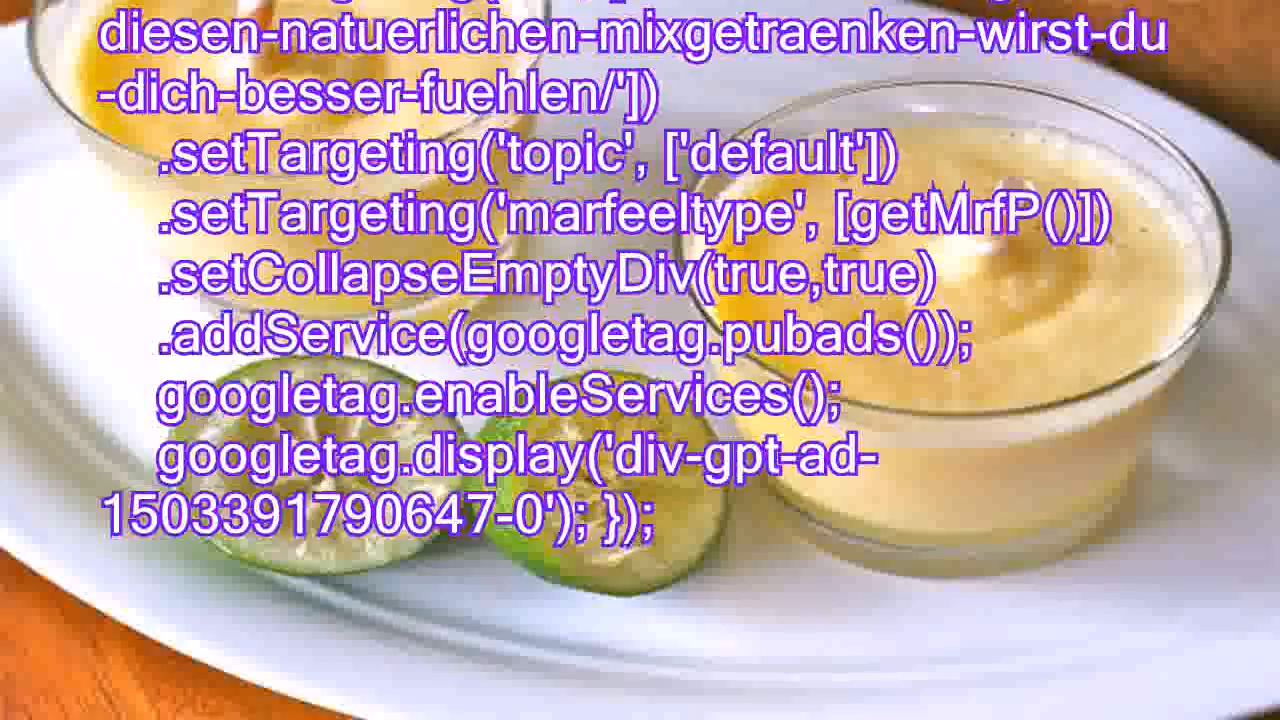 diesen-natuerlichen-mixgetraenken-wirst-du
-dich-besser-fuehlen/'])
.setTargeting('topic', ['default'])
.setTargeting('marfeeltype', [getMrfP()])
.setCollapseEmptyDiv(true,true)
.addService(googletag.pubads());
googletag.enableServices();
googletag.display('div-gpt-ad-
1503391790647-0'); });